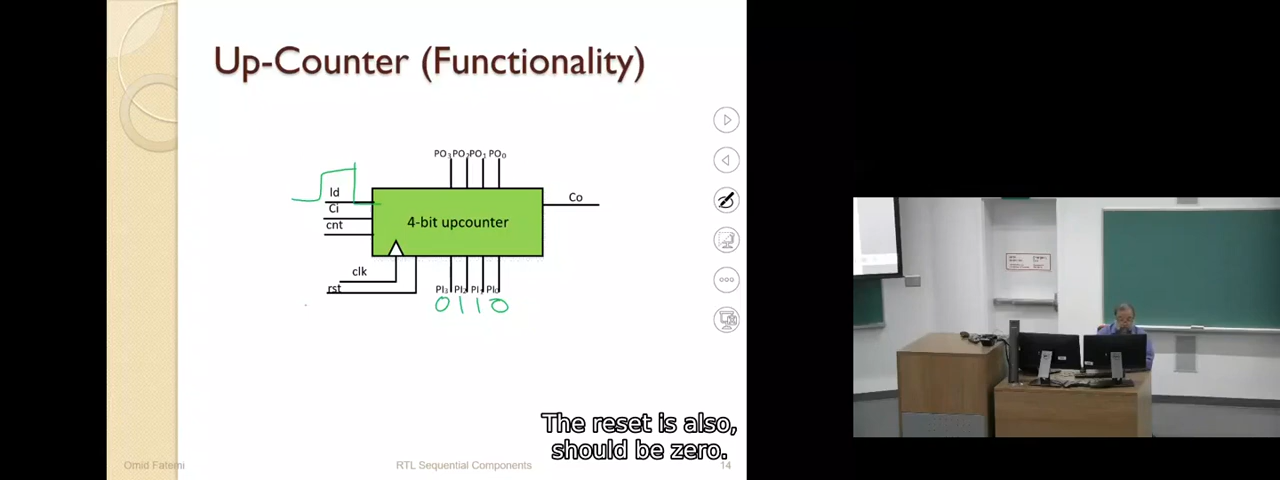 Up-Counter (Functionality)
PO3 PO2 PO1 PO0
ld
Ci
cnt
4-bit upcounter
Co
clk
rst
PI3 PI2 PI1 PI0
0 1 1 0
The reset is also,
should be zero.
Omid Fatemi
RTL Sequential Components
14